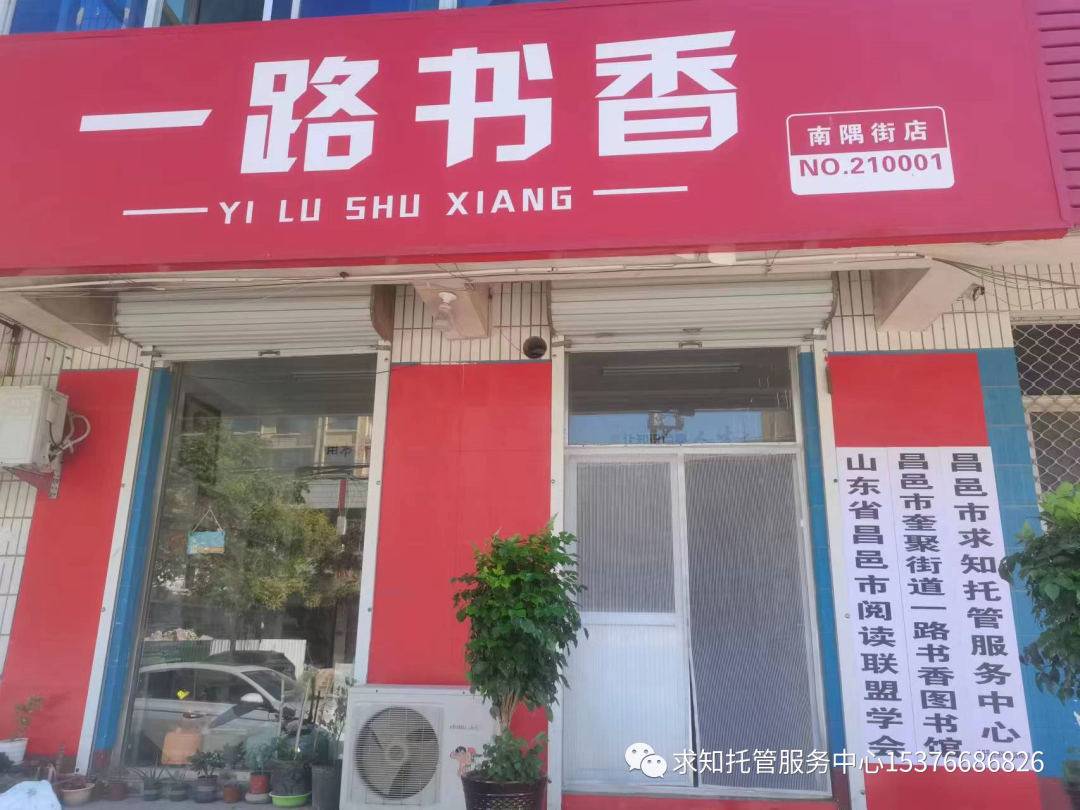 一路书香
YI LU SHU XIANG
南隅街店
NO.210001
昌邑市求知托管服务中心
昌邑市奎聚街道一路书香图书馆
山东省昌邑市阅读联盟学会
求知托管服务中心15376686826